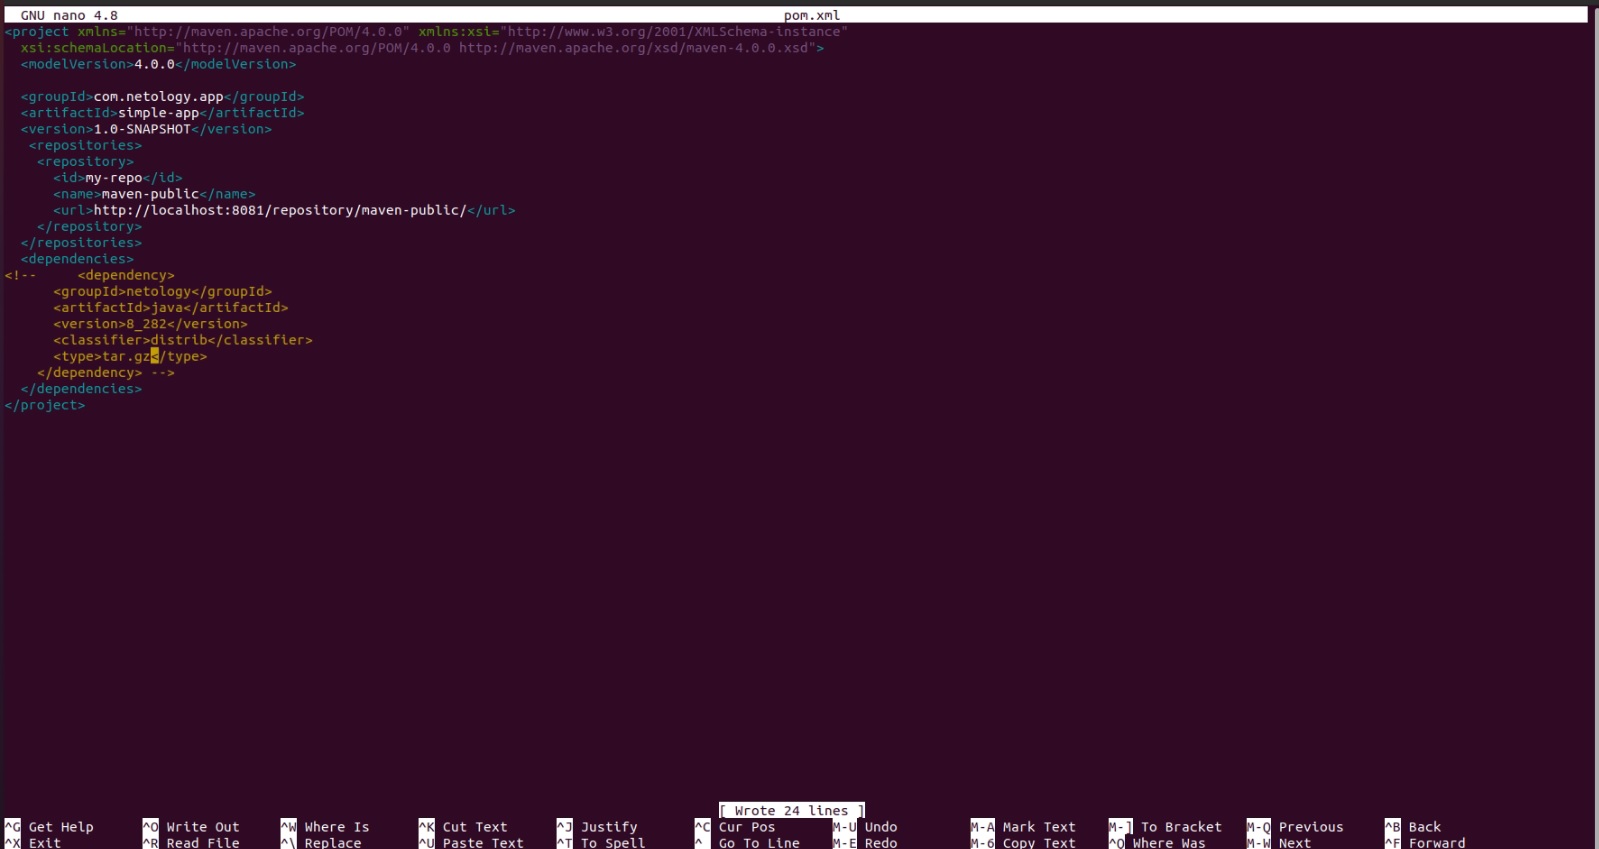 GNU nano 4.8 pom.xml
<project xmlns="http://maven.apache.org/POM/4.0.0" xmlns:xsi="http://www.w3.org/2001/XMLSchema-instance"
xsi:schemaLocation="http://maven.apache.org/POM/4.0.0 http://maven.apache.org/xsd/maven-4.0.0.xsd">
<modelVersion>4.0.0</modelVersion>
<groupId>com.netology.app</groupId>
<artifactId>simple-app</artifactId>
<version>1.0-SNAPSHOT</version>
<repositories>
<repository>
<id>my-repo</id>
<name>maven-public</name>
<url>http://localhost:8081/repository/maven-public/</url>
</repository>
</repositories>
<dependencies>
<!-- <dependency>
<groupId>netology</groupId>
<artifactId>java</artifactId>
<version>8_282</version>
<classifier>distrib</classifier>
<type>tar.gz</type>
</dependency> -->
</dependencies>
</project>
[ Wrote 24 lines ]
^G Get Help ^O Write Out ^W Where Is ^K Cut Text ^J Justify ^C Cur Pos M-U Undo M-A Mark Text M-] To Bracket M-Q Previous ^B Back
^X Exit ^R Read File ^\ Replace ^U Paste Text ^T To Spell ^_ Go To Line M-E Redo M-6 Copy Text ^Q Where Was M-W Next ^F Forward